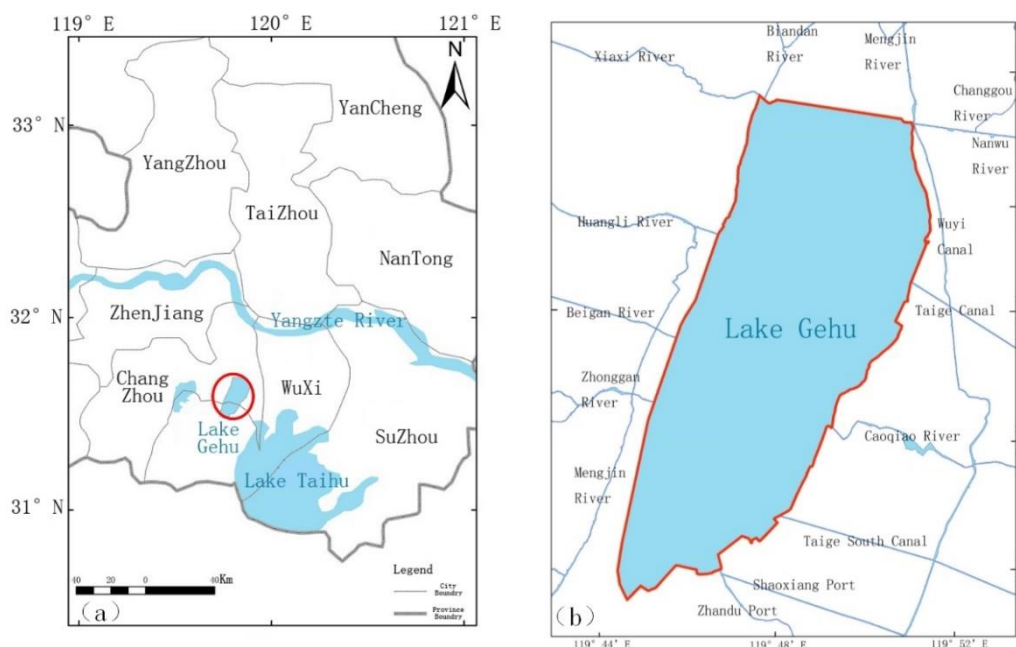 119° E
120° E
121° E
33° N
32° N
31° N
N
YanCheng
YangZhou
TaiZhou
NanTong
ZhenJiang
Yangzte River
Chang
Zhou
WuXi
Lake
Gehu
SuZhou
Lake Taihu
Legend
City
Boundry
Province
Boundry
40 20 0 40Km
(a)
Biandan
River
Mengjin
River
Xiaxi River
Changgou
River
Nanwu
River
Huangli River
Wuyi
Canal
Lake Gehu
Taige Canal
Beigan River
Zhonggan
River
Caoqiao River
Mengjin
River
Taige South Canal
Shaoxiang Port
Zhandu Port
(b)
119° 44′ E
119° 48′ E
119° 52′ E